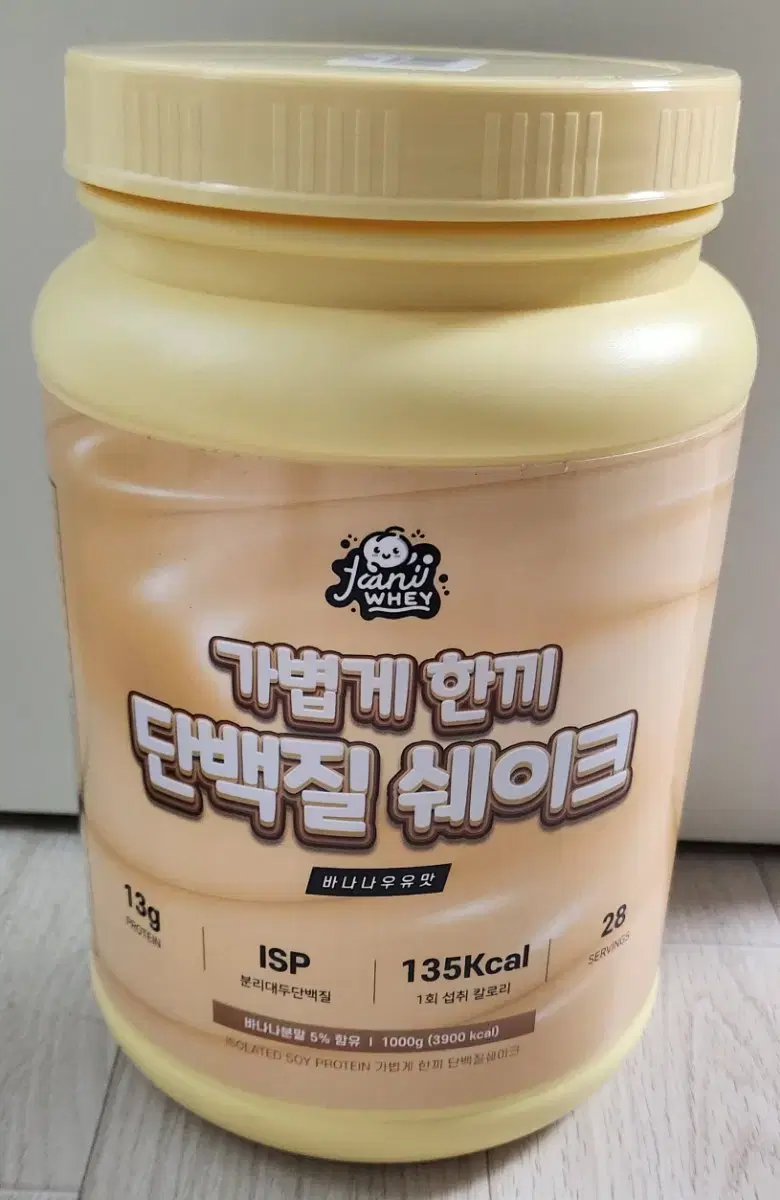 Janii
WHEY
가볍게 한끼
단백질 쉐이크
바나나우유맛
13g
PROTEIN
ISP
분리대두단백질
135Kcal
1회 섭취 칼로리
28
SERVINGS
바나나분말 5% 함유 | 1000g (3900 kcal)
ISOLATED SOY PROTEIN 가볍게 한끼 단백질쉐이크